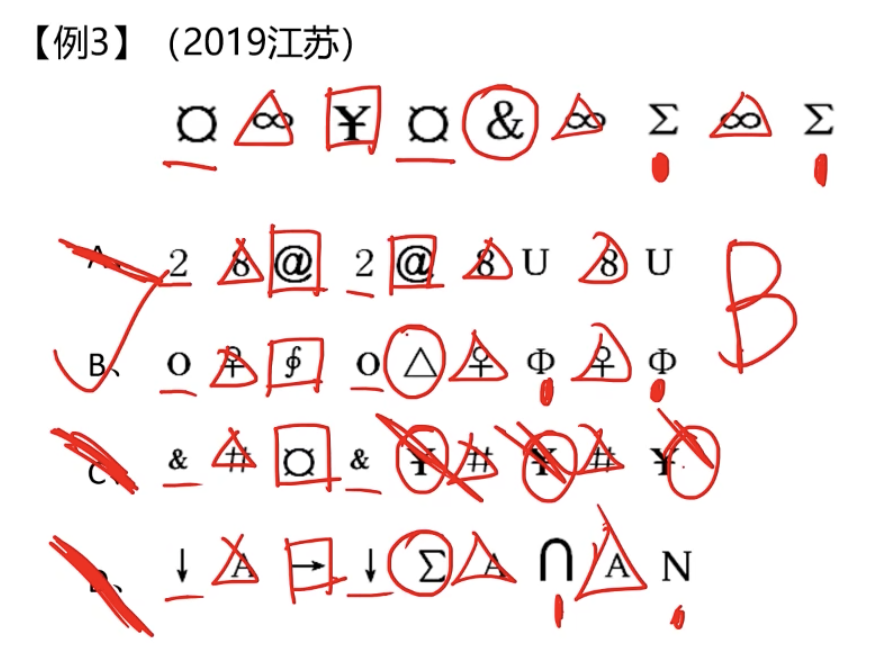 【例3】（2019江苏）
¤ ∞ ¥ ¤ & ∞ Σ ∞ Σ
A、 2 8 @ 2 @ 8 U 8 U
B、 O ♀ ∮ O △ ♀ Φ ♀ Φ
B
C、 & # ¤ & ¥ # ¥ # ¥
D、 ↓ A → ↓ Σ A ∩ A N